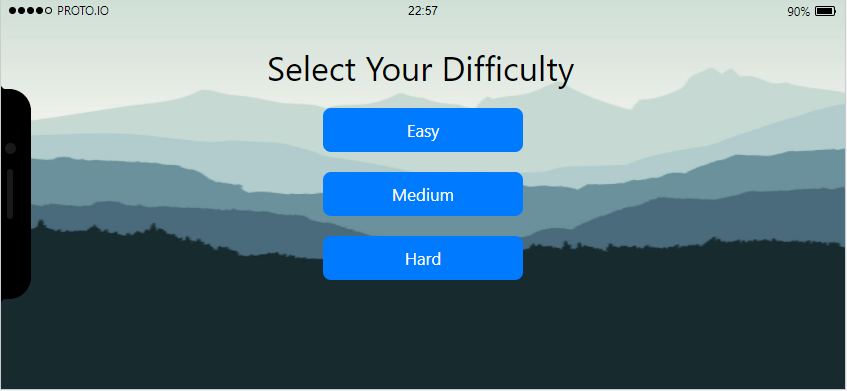 PROTO.IO 22:57 90%
Select Your Difficulty
Easy
Medium
Hard